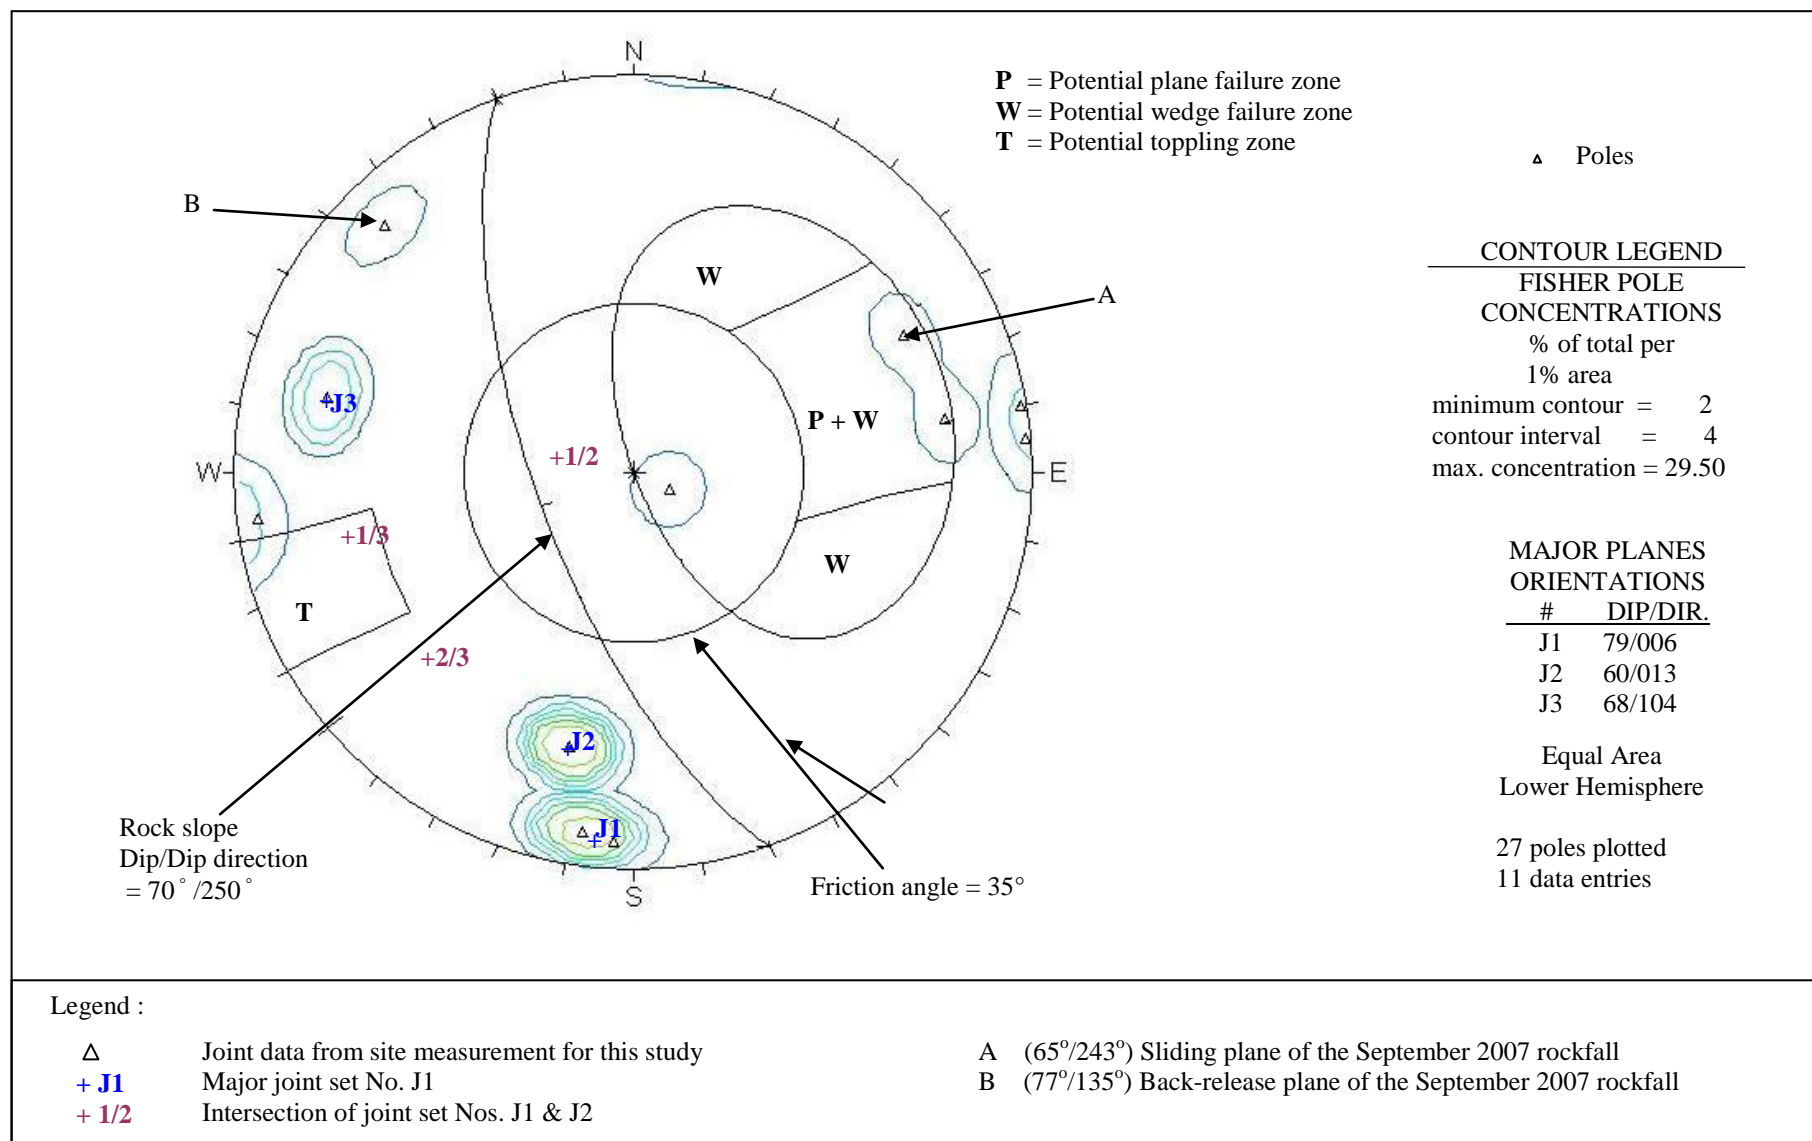 N
P = Potential plane failure zone
W = Potential wedge failure zone
T = Potential toppling zone
Poles
B
W
A
CONTOUR LEGEND
FISHER POLE
CONCENTRATIONS
% of total per
1% area
minimum contour = 2
contour interval = 4
max. concentration = 29.50
J3
P + W
+1/2
W
E
+1/3
W
T
+2/3
MAJOR PLANES
ORIENTATIONS
# DIP/DIR.
J1 79/006
J2 60/013
J3 68/104
J2
J1
Equal Area
Lower Hemisphere
Rock slope
Dip/Dip direction
= 70° /250°
S
Friction angle = 35°
27 poles plotted
11 data entries
Legend :
Joint data from site measurement for this study
+ J1 Major joint set No. J1
+ 1/2 Intersection of joint set Nos. J1 & J2
A (65°/243°) Sliding plane of the September 2007 rockfall
B (77°/135°) Back-release plane of the September 2007 rockfall